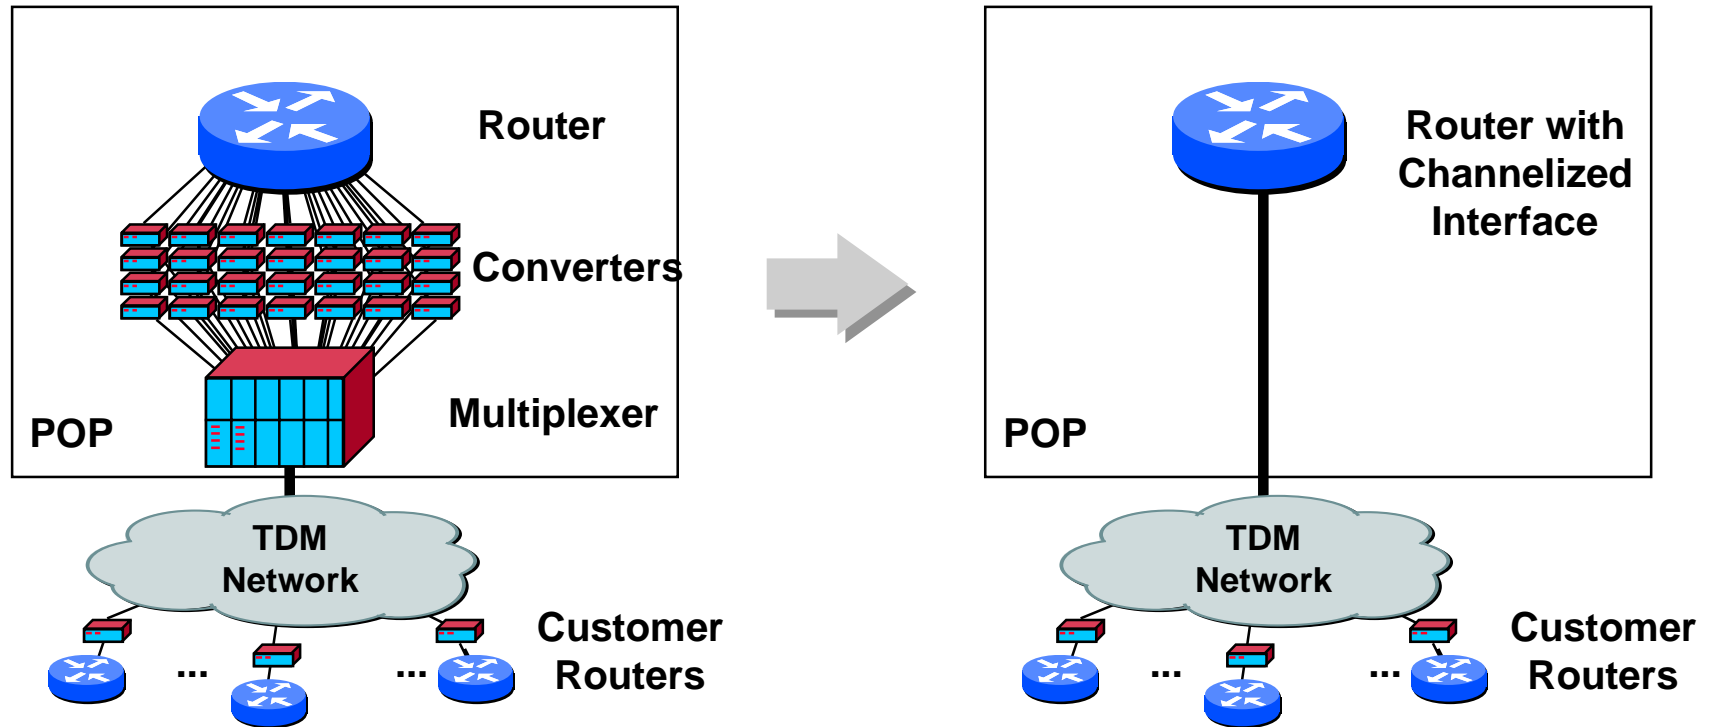 Router
Converters
Multiplexer
POP
TDM
Network
Customer
Routers
...
...
Router with
Channelized
Interface
POP
TDM
Network
Customer
Routers
...
...